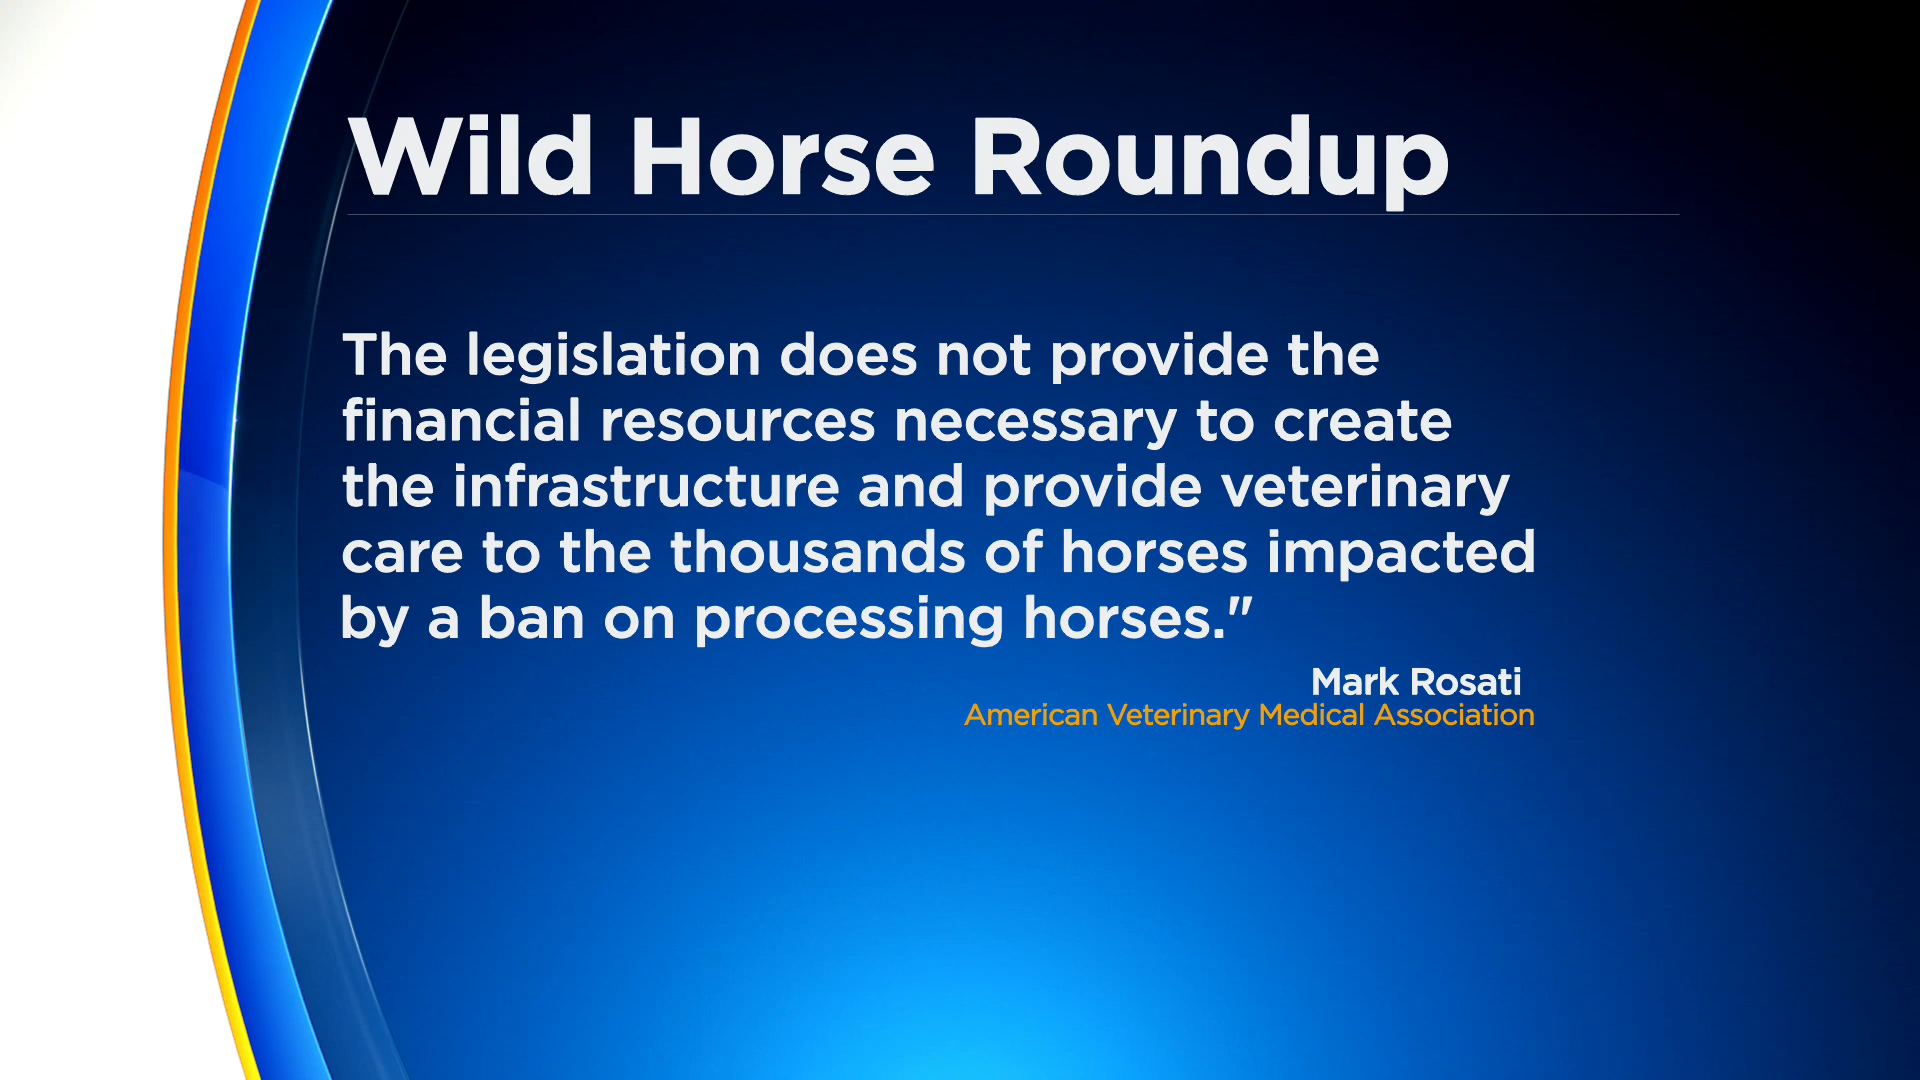 Wild Horse Roundup
The legislation does not provide the
financial resources necessary to create
the infrastructure and provide veterinary
care to the thousands of horses impacted
by a ban on processing horses."
Mark Rosati
American Veterinary Medical Association